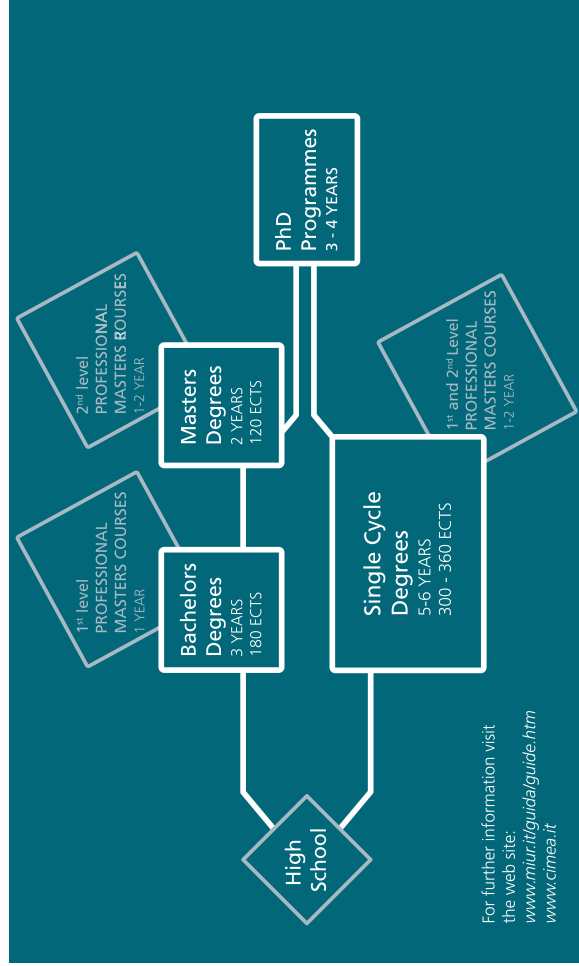 High
School
Bachelors
Degrees
3 YEARS
180 ECTS
1st level
PROFESSIONAL
MASTERS COURSES
1 YEAR
Masters
Degrees
2 YEARS
120 ECTS
2nd level
PROFESSIONAL
MASTERS ROURSES
1-2 YEAR
PhD
Programmes
3 - 4 YEARS
Single Cycle
Degrees
5-6 YEARS
300 - 360 ECTS
1st and 2nd Level
PROFESSIONAL
MASTERS COURSES
1-2 YEAR
For further information visit
the web site:
www.miur.it/guida/guide.htm
www.cimea.it